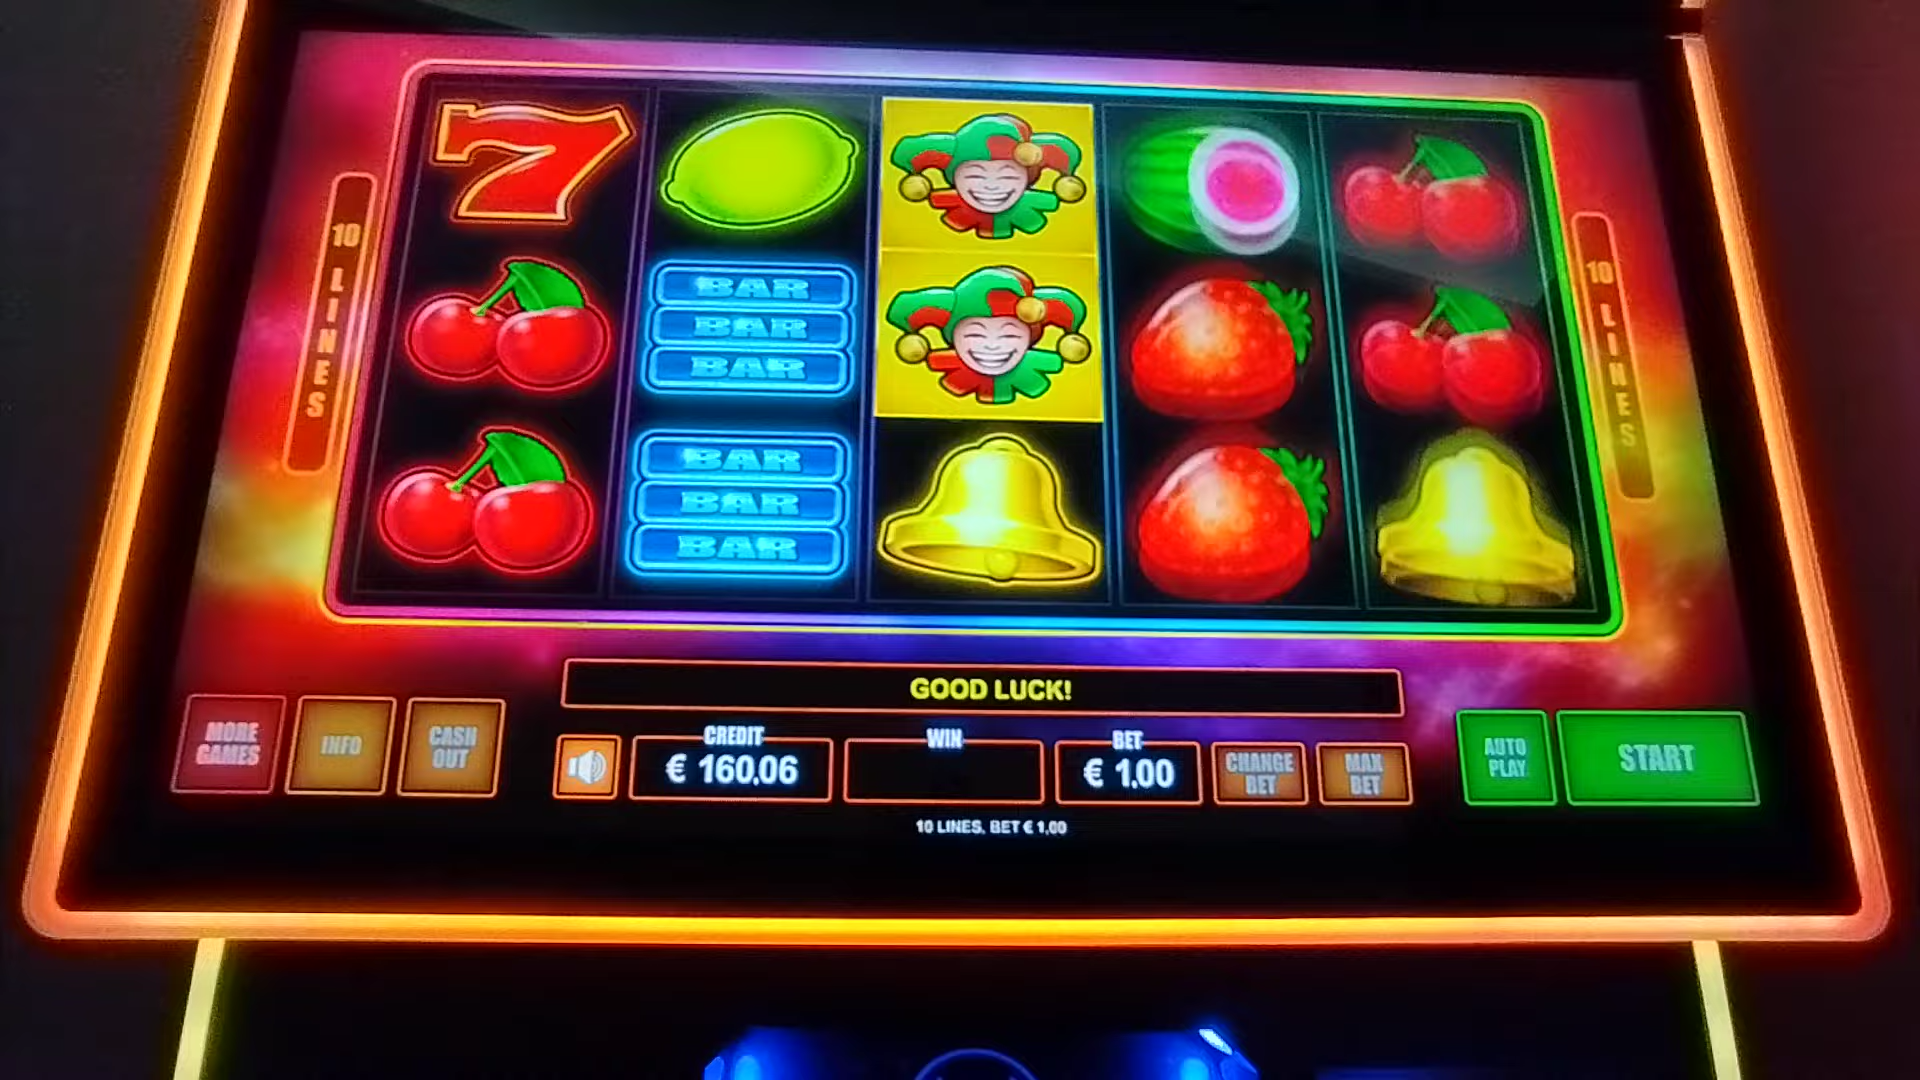 7
BAR
BAR
BAR
BAR
BAR
BAR
10 LINES
10 LINES
GOOD LUCK!
MORE
GAMES
INFO
CASH
OUT
CREDIT
€ 160,06
WIN
BET
€ 1,00
CHANGE
BET
MAX
BET
AUTO
PLAY
START
10 LINES, BET € 1,00